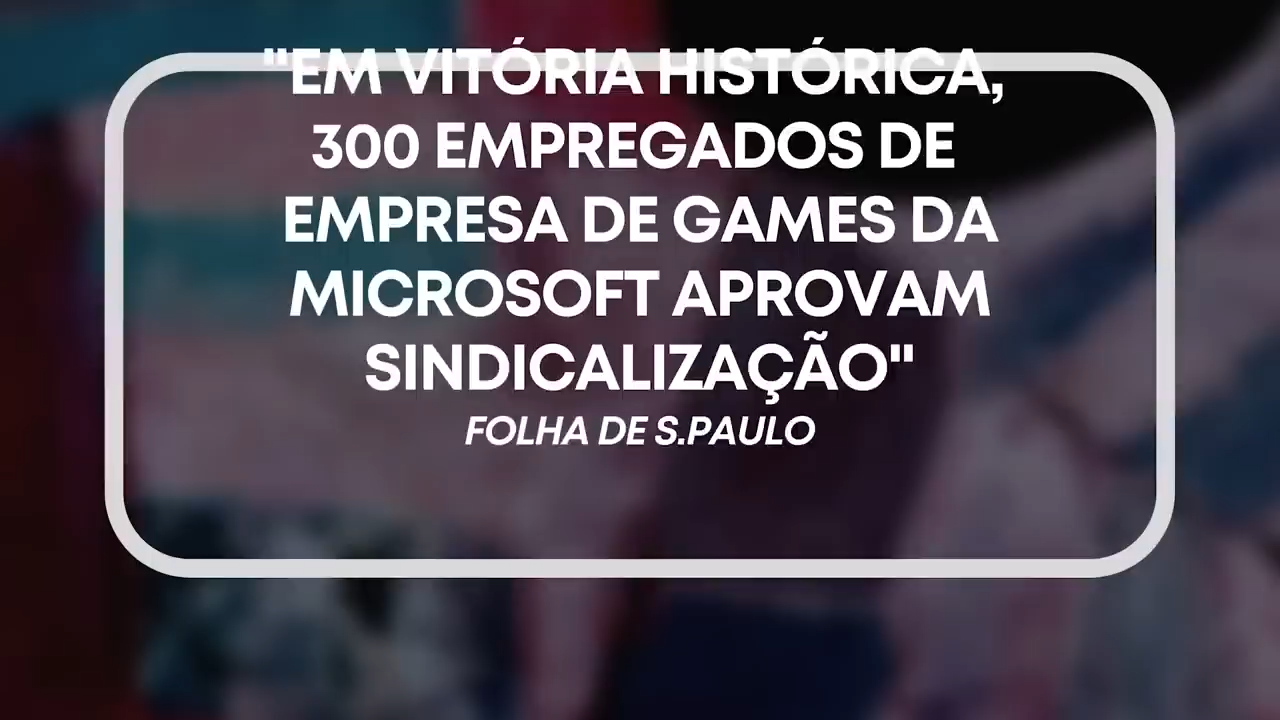 "EM VITÓRIA HISTÓRICA,
300 EMPREGADOS DE
EMPRESA DE GAMES DA
MICROSOFT APROVAM
SINDICALIZAÇÃO"
FOLHA DE S.PAULO